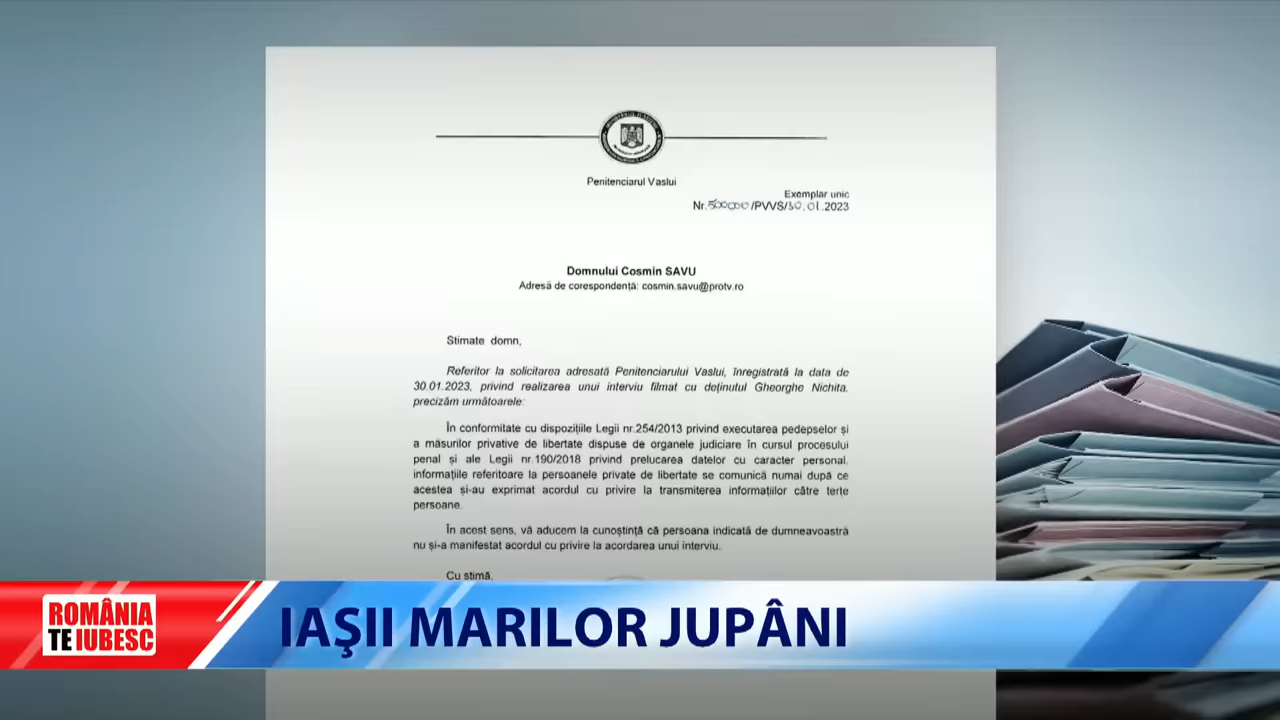 Penitenciarul Vaslui
Exemplar unic
Nr.500000/PVVS/30.01.2023
Domnului Cosmin SAVU
Adresă de corespondență: cosmin.savu@protv.ro
Stimate domn,
Referitor la solicitarea adresată Penitenciarului Vaslui, înregistrată la data de
30.01.2023, privind realizarea unui interviu filmat cu deținutul Gheorghe Nichita,
precizăm următoarele:
În conformitate cu dispozițiile Legii nr.254/2013 privind executarea pedepselor și
a măsurilor privative de libertate dispuse de organele judiciare în cursul procesului
penal și ale Legii nr.190/2018 privind prelucarea datelor cu caracter personal,
informațiile referitoare la persoanele private de libertate se comunică numai după ce
acestea și-au exprimat acordul cu privire la transmiterea informațiilor către terțe
persoane.
În acest sens, vă aducem la cunoștință că persoana indicată de dumneavoastră
nu și-a manifestat acordul cu privire la acordarea unui interviu.
Cu stimă,
ROMÂNIA
TE IUBESC
IAŞII MARILOR JUPÂNI